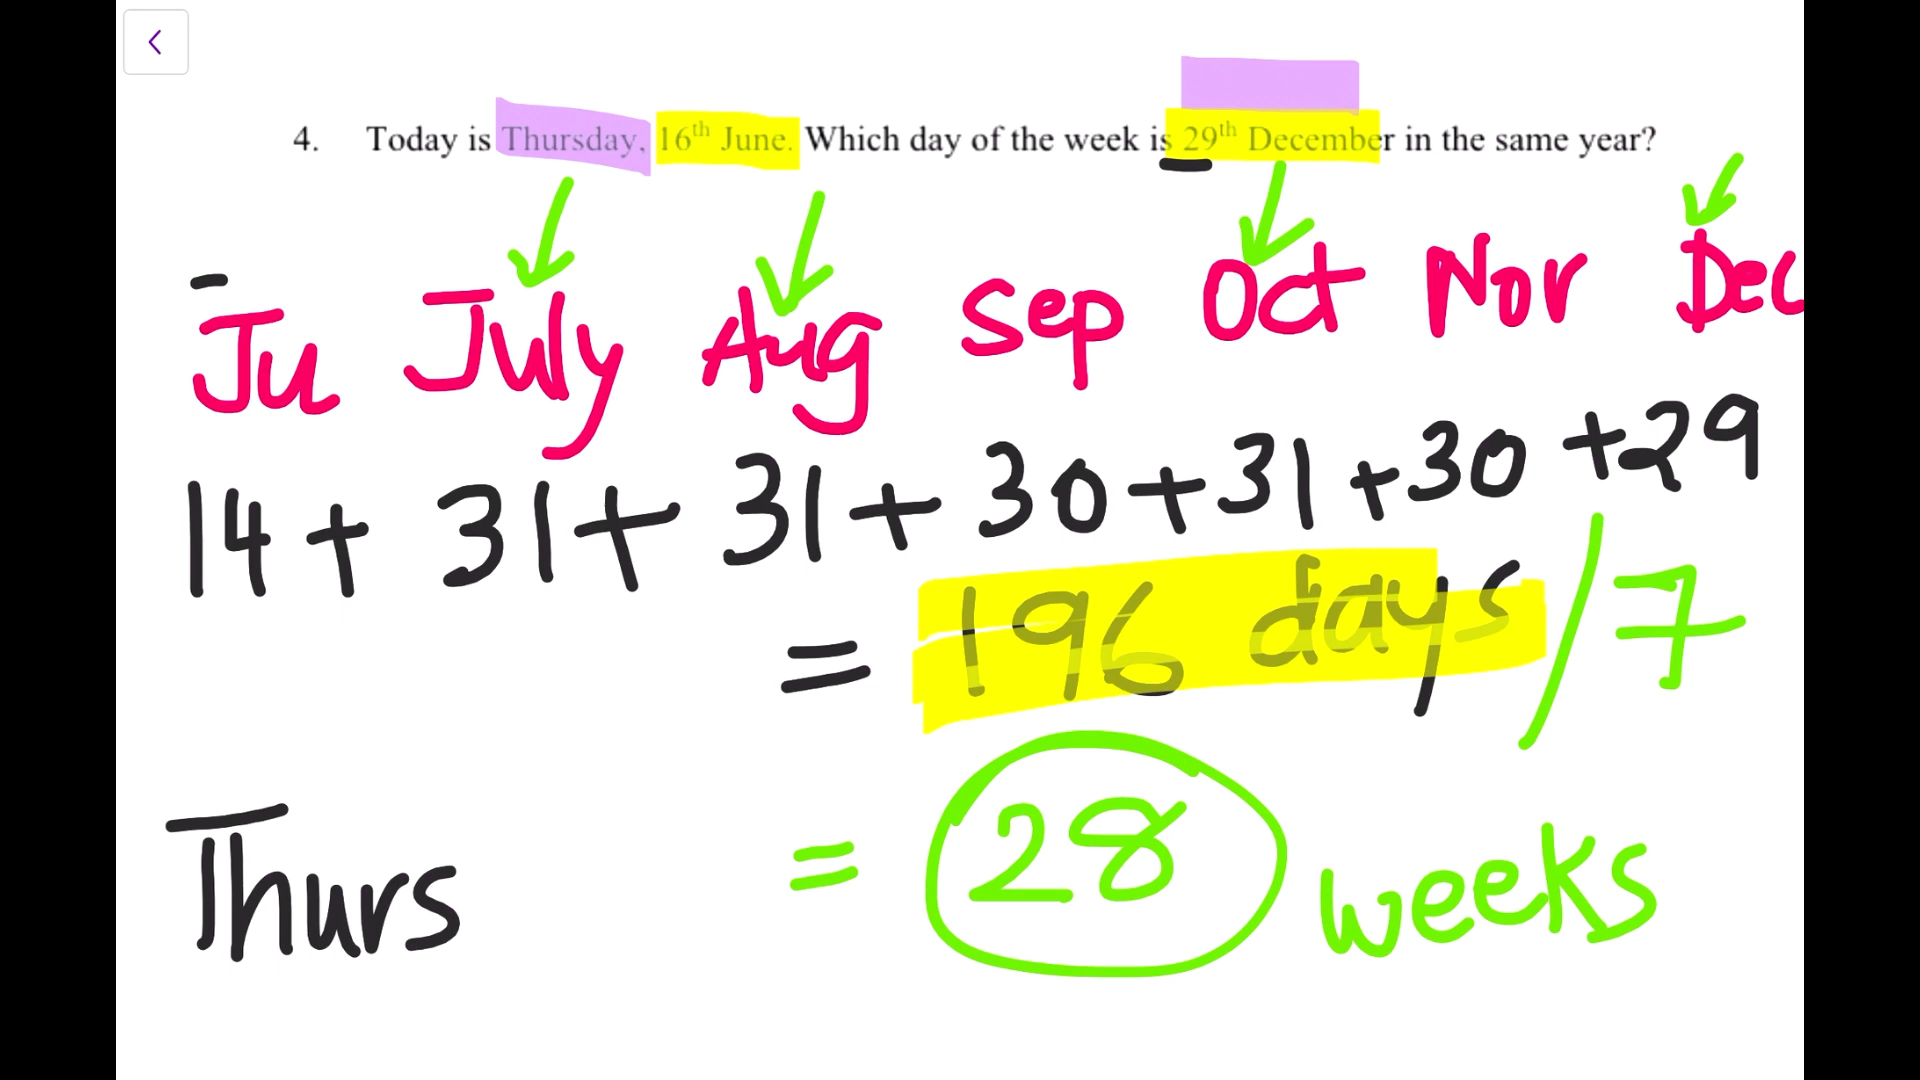 4. Today is Thursday, 16th June. Which day of the week is 29th December in the same year?
Ju July Aug Sep Oct Nov Dec
14 + 31 + 31 + 30 + 31 + 30 + 29
= 196 days / 7
Thurs = 28 weeks